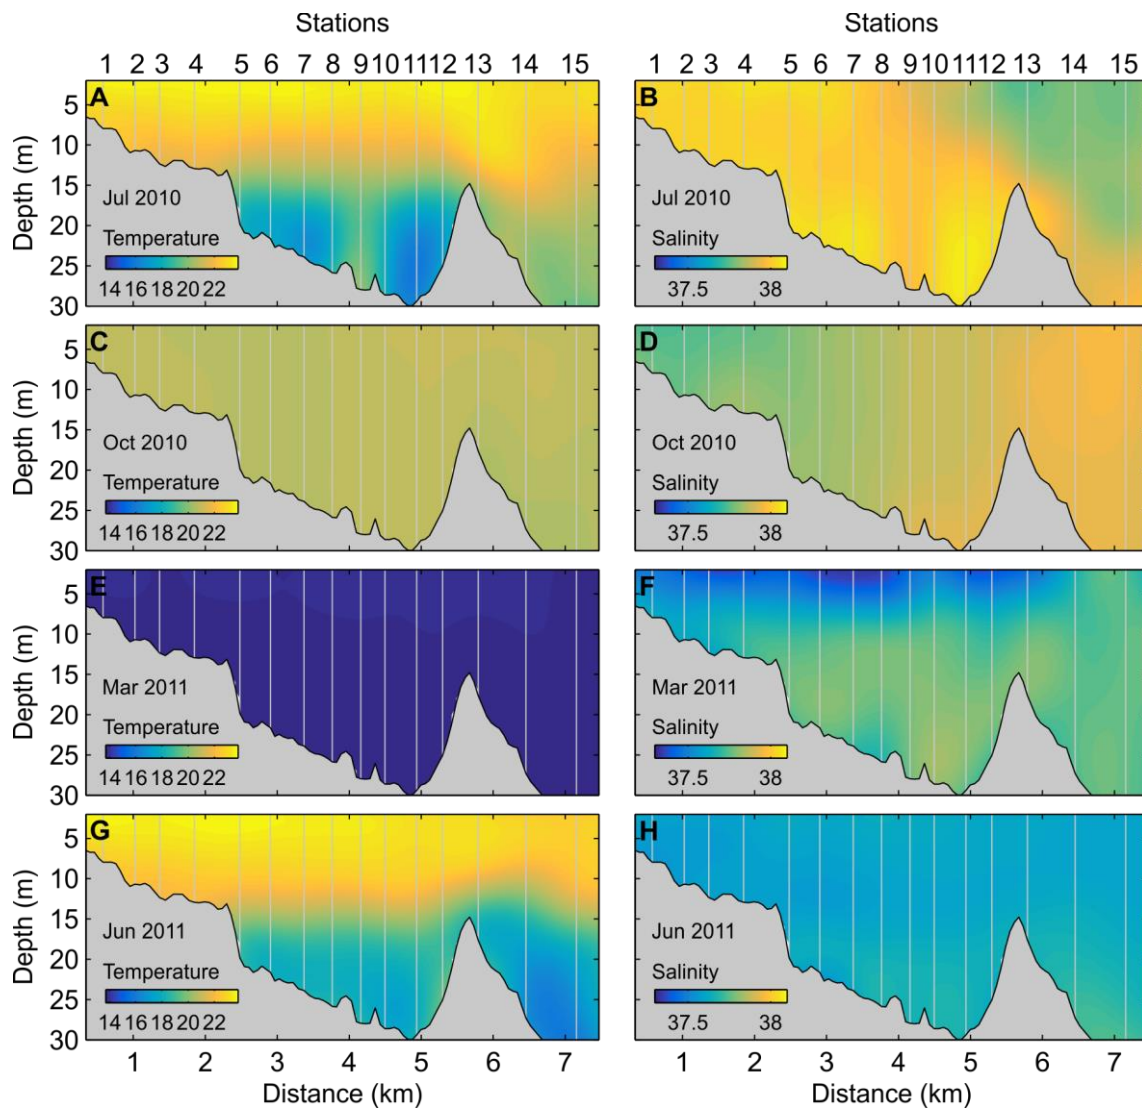 Stations Stations
1 2 3 4 5 6 7 8 9 10 11 12 13 14 15 1 2 3 4 5 6 7 8 9 10 11 12 13 14 15
A B
5
10
15
20
25
30
Depth (m)
Jul 2010 Jul 2010
Temperature Salinity
14 16 18 20 22 37.5 38
C D
5
10
15
20
25
30
Depth (m)
Oct 2010 Oct 2010
Temperature Salinity
14 16 18 20 22 37.5 38
E F
5
10
15
20
25
30
Depth (m)
Mar 2011 Mar 2011
Temperature Salinity
14 16 18 20 22 37.5 38
G H
5
10
15
20
25
30
Depth (m)
Jun 2011 Jun 2011
Temperature Salinity
14 16 18 20 22 37.5 38
1 2 3 4 5 6 7 1 2 3 4 5 6 7
Distance (km) Distance (km)